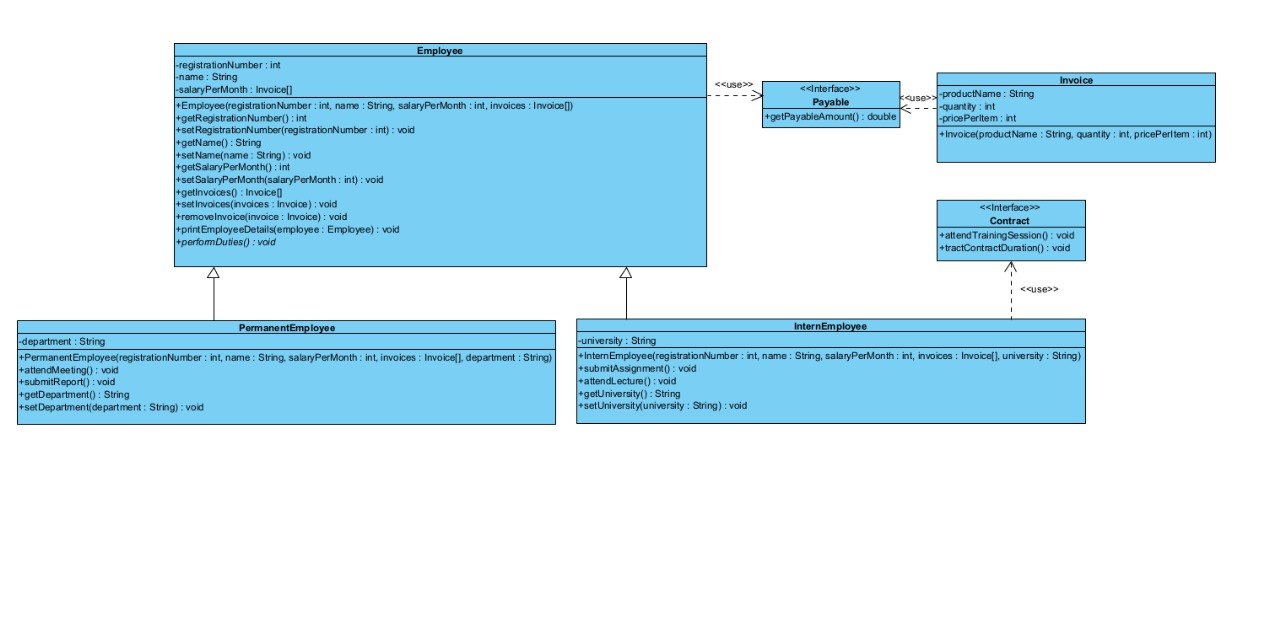 Employee
-registrationNumber : int
-name : String
-salaryPerMonth : Invoice[]
+Employee(registrationNumber : int, name : String, salaryPerMonth : int, invoices : Invoice[])
+getRegistrationNumber() : int
+setRegistrationNumber(registrationNumber : int) : void
+getName() : String
+setName(name : String) : void
+getSalaryPerMonth() : int
+setSalaryPerMonth(salaryPerMonth : int) : void
+getInvoices() : Invoice[]
+setInvoices(invoices : Invoice) : void
+removeInvoice(invoice : Invoice) : void
+printEmployeeDetails(employee : Employee) : void
+performDuties() : void
<<use>>
<<Interface>>
Payable
+getPayableAmount() : double
<<use>>
Invoice
-productName : String
-quantity : int
-pricePerItem : int
+Invoice(productName : String, quantity : int, pricePerItem : int)
<<Interface>>
Contract
+attendTrainingSession() : void
+tractContractDuration() : void
<<use>>
PermanentEmployee
-department : String
+PermanentEmployee(registrationNumber : int, name : String, salaryPerMonth : int, invoices : Invoice[], department : String)
+attendMeeting() : void
+submitReport() : void
+getDepartment() : String
+setDepartment(department : String) : void
InternEmployee
-university : String
+InternEmployee(registrationNumber : int, name : String, salaryPerMonth : int, invoices : Invoice[], university : String)
+submitAssignment() : void
+attendLecture() : void
+getUniversity() : String
+setUniversity(university : String) : void